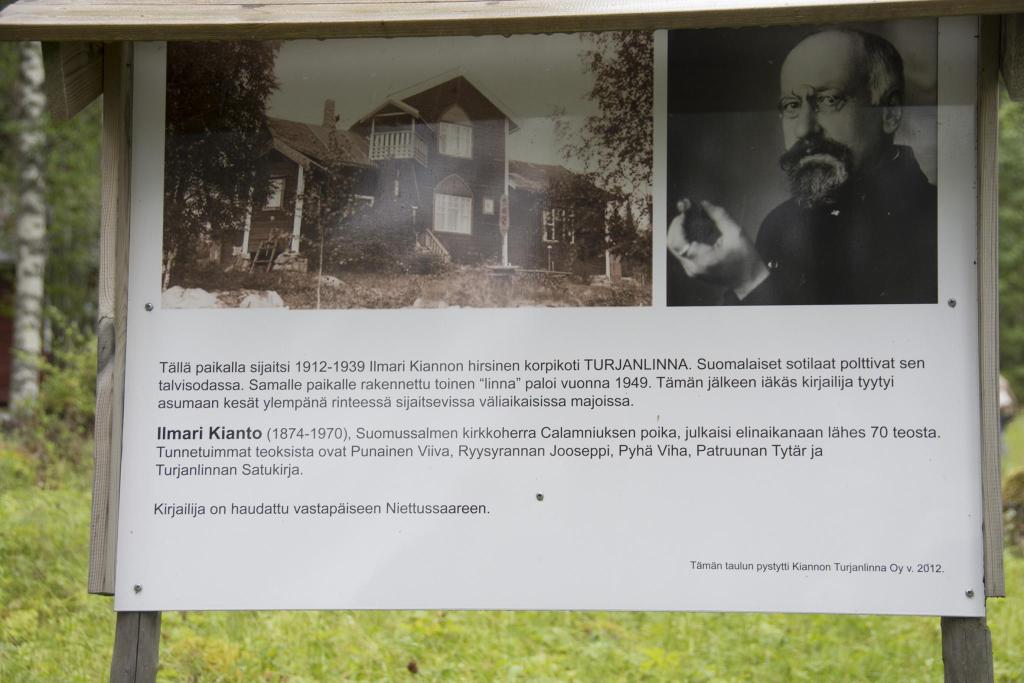 Tällä paikalla sijaitsi 1912-1939 Ilmari Kiannon hirsinen korpikoti TURJANLINNA. Suomalaiset sotilaat polttivat sen
talvisodassa. Samalle paikalle rakennettu toinen "linna" paloi vuonna 1949. Tämän jälkeen iäkäs kirjailija tyytyi
asumaan kesät ylempänä rinteessä sijaitsevissa väliaikaisissa majoissa.
Ilmari Kianto (1874-1970), Suomussalmen kirkkoherra Calamniuksen poika, julkaisi elinaikanaan lähes 70 teosta.
Tunnetuimmat teoksista ovat Punainen Viiva, Ryysyrannan Jooseppi, Pyhä Viha, Patruunan Tytär ja
Turjanlinnan Satukirja.
Kirjailija on haudattu vastapäiseen Niettussaareen.
Tämän taulun pystytti Kiannon Turjanlinna Oy v. 2012.